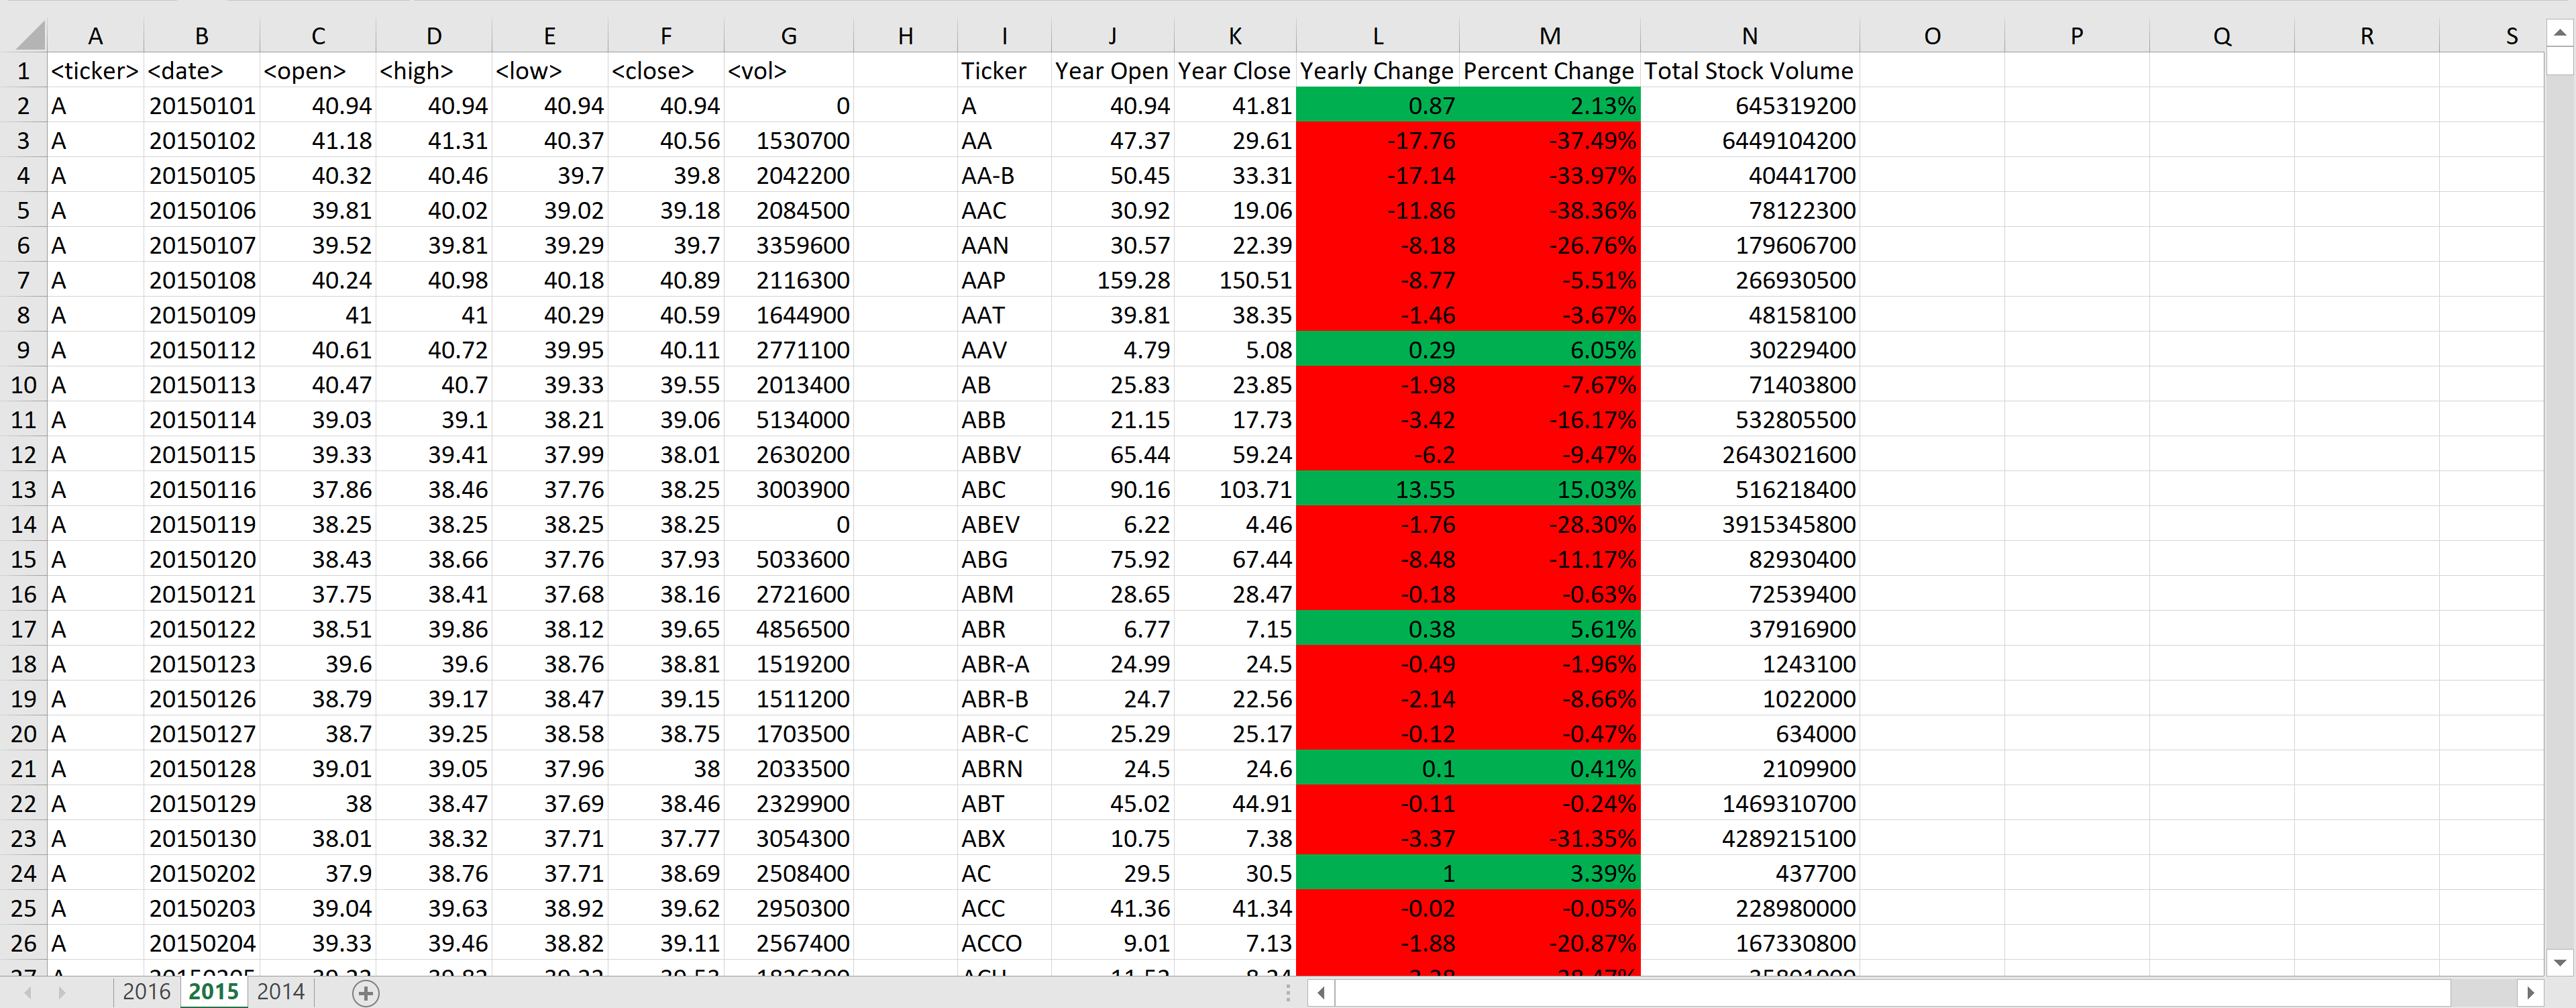 A B C D E F G H I J K L M N O P Q R S
1 <ticker> <date> <open> <high> <low> <close> <vol> Ticker Year Open Year Close Yearly Change Percent Change Total Stock Volume
2 A 20150101 40.94 40.94 40.94 40.94 0 A 40.94 41.81 0.87 2.13% 645319200
3 A 20150102 41.18 41.31 40.37 40.56 1530700 AA 47.37 29.61 -17.76 -37.49% 6449104200
4 A 20150105 40.32 40.46 39.7 39.8 2042200 AA-B 50.45 33.31 -17.14 -33.97% 40441700
5 A 20150106 39.81 40.02 39.02 39.18 2084500 AAC 30.92 19.06 -11.86 -38.36% 78122300
6 A 20150107 39.52 39.81 39.29 39.7 3359600 AAN 30.57 22.39 -8.18 -26.76% 179606700
7 A 20150108 40.24 40.98 40.18 40.89 2116300 AAP 159.28 150.51 -8.77 -5.51% 266930500
8 A 20150109 41 41 40.29 40.59 1644900 AAT 39.81 38.35 -1.46 -3.67% 48158100
9 A 20150112 40.61 40.72 39.95 40.11 2771100 AAV 4.79 5.08 0.29 6.05% 30229400
10 A 20150113 40.47 40.7 39.33 39.55 2013400 AB 25.83 23.85 -1.98 -7.67% 71403800
11 A 20150114 39.03 39.1 38.21 39.06 5134000 ABB 21.15 17.73 -3.42 -16.17% 532805500
12 A 20150115 39.33 39.41 37.99 38.01 2630200 ABBV 65.44 59.24 -6.2 -9.47% 2643021600
13 A 20150116 37.86 38.46 37.76 38.25 3003900 ABC 90.16 103.71 13.55 15.03% 516218400
14 A 20150119 38.25 38.25 38.25 38.25 0 ABEV 6.22 4.46 -1.76 -28.30% 3915345800
15 A 20150120 38.43 38.66 37.76 37.93 5033600 ABG 75.92 67.44 -8.48 -11.17% 82930400
16 A 20150121 37.75 38.41 37.68 38.16 2721600 ABM 28.65 28.47 -0.18 -0.63% 72539400
17 A 20150122 38.51 39.86 38.12 39.65 4856500 ABR 6.77 7.15 0.38 5.61% 37916900
18 A 20150123 39.6 39.6 38.76 38.81 1519200 ABR-A 24.99 24.5 -0.49 -1.96% 1243100
19 A 20150126 38.79 39.17 38.47 39.15 1511200 ABR-B 24.7 22.56 -2.14 -8.66% 1022000
20 A 20150127 38.7 39.25 38.58 38.75 1703500 ABR-C 25.29 25.17 -0.12 -0.47% 634000
21 A 20150128 39.01 39.05 37.96 38 2033500 ABRN 24.5 24.6 0.1 0.41% 2109900
22 A 20150129 38 38.47 37.69 38.46 2329900 ABT 45.02 44.91 -0.11 -0.24% 1469310700
23 A 20150130 38.01 38.32 37.71 37.77 3054300 ABX 10.75 7.38 -3.37 -31.35% 4289215100
24 A 20150202 37.9 38.76 37.71 38.69 2508400 AC 29.5 30.5 1 3.39% 437700
25 A 20150203 39.04 39.63 38.92 39.62 2950300 ACC 41.36 41.34 -0.02 -0.05% 228980000
26 A 20150204 39.33 39.46 38.82 39.11 2567400 ACCO 9.01 7.13 -1.88 -20.87% 167330800
2016 2015 2014